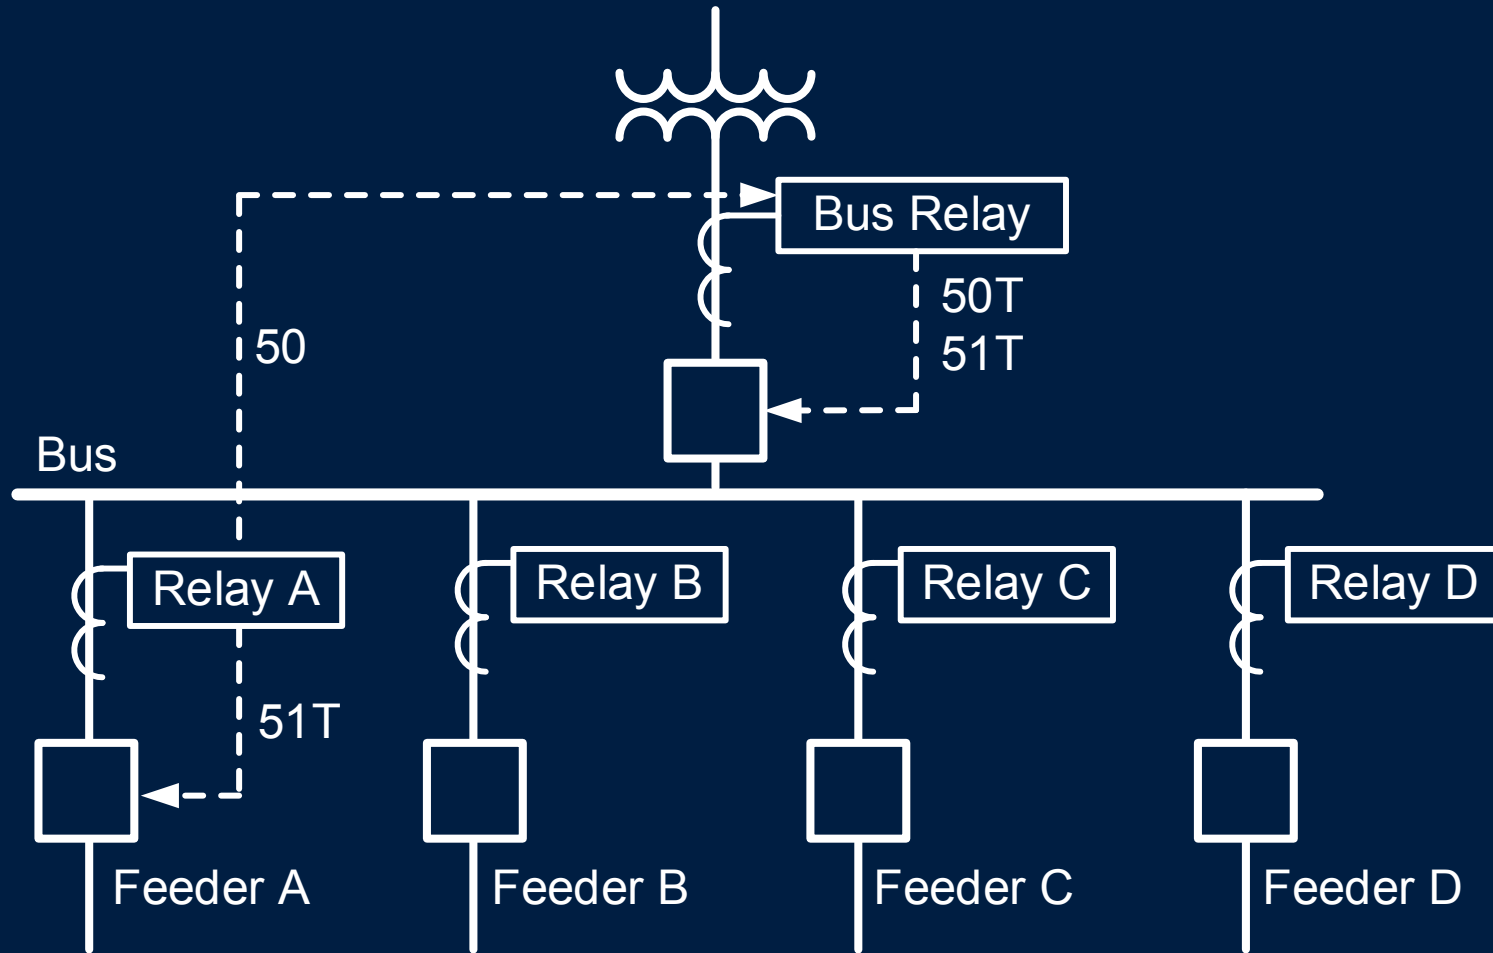 Bus Relay
50T
51T
50
Bus
Relay A
Relay B
Relay C
Relay D
51T
Feeder A
Feeder B
Feeder C
Feeder D